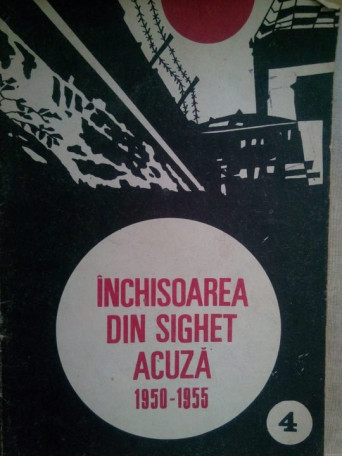 ÎNCHISOAREA
DIN SIGHET
ACUZĂ
1950-1955
4